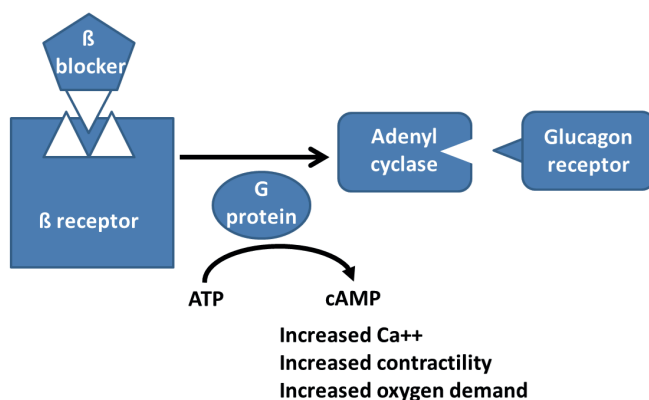 ß
blocker
ß receptor
G
protein
Adenyl
cyclase
Glucagon
receptor
ATP
cAMP
Increased Ca++
Increased contractility
Increased oxygen demand